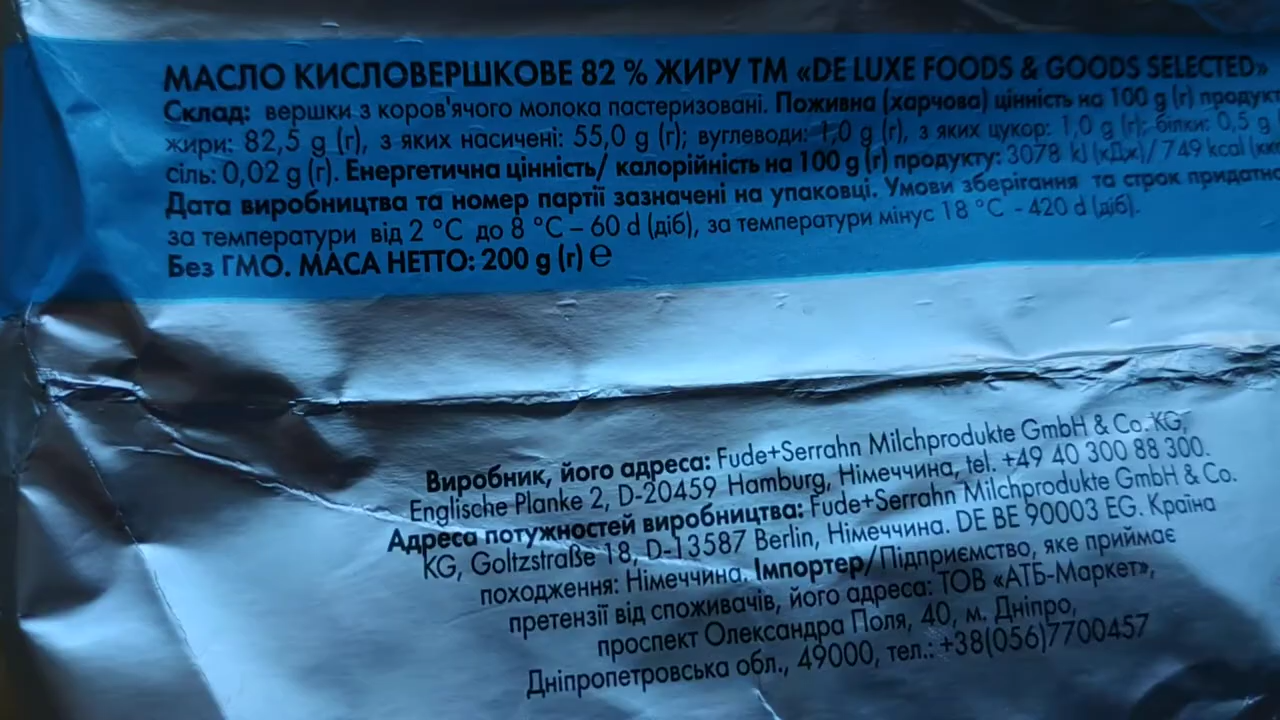 МАСЛО КИСЛОВЕРШКОВЕ 82 % ЖИРУ ТМ «DE LUXE FOODS & GOODS SELECTED»
Склад: вершки з коров'ячого молока пастеризовані. Поживна (харчова) цінність на 100 g (г) продукт
жири: 82,5 g (г), з яких насичені: 55,0 g (г); вуглеводи: 1,0 g (г), з яких цукор: 1,0 g (г); білки: 0,5 g
сіль: 0,02 g (г). Енергетична цінність/ калорійність на 100 g (г) продукту: 3078 kJ (кДж)/749 kcal (кк
Дата виробництва та номер партії зазначені на упаковці. Умови зберігання та строк придатно
за температури від 2 °C до 8 °C – 60 d (діб), за температури мінус 18 °C - 420 d (діб).
Без ГМО. МАСА НЕТТО: 200 g (г) ℮
Виробник, його адреса: Fude+Serrahn Milchprodukte GmbH & Co. KG,
Englische Planke 2, D-20459 Hamburg, Німеччина, tel. +49 40 300 88 300.
Адреса потужностей виробництва: Fude+Serrahn Milchprodukte GmbH & Co.
KG, Goltzstraße 18, D-13587 Berlin, Німеччина. DE BE 90003 EG. Країна
походження: Німеччина. Імпортер/Підприємство, яке приймає
претензії від споживачів, його адреса: ТОВ «АТБ-Маркет»,
проспект Олександра Поля, 40, м. Дніпро,
Дніпропетровська обл., 49000, тел.: +38(056)7700457